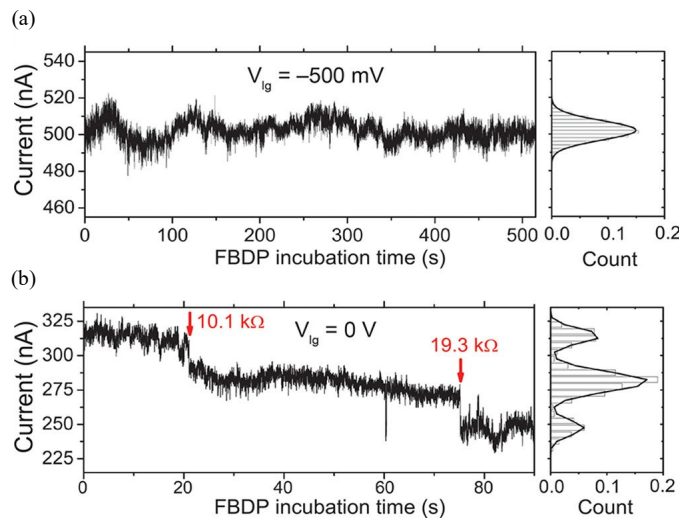 (a)
540
520
500
480
460
Current (nA)
V_lg = –500 mV
0 100 200 300 400 500
FBDP incubation time (s)
0.0 0.1 0.2
Count
(b)
325
300
275
250
225
Current (nA)
10.1 kΩ
V_lg = 0 V
19.3 kΩ
0 20 40 60 80
FBDP incubation time (s)
0.0 0.1 0.2
Count